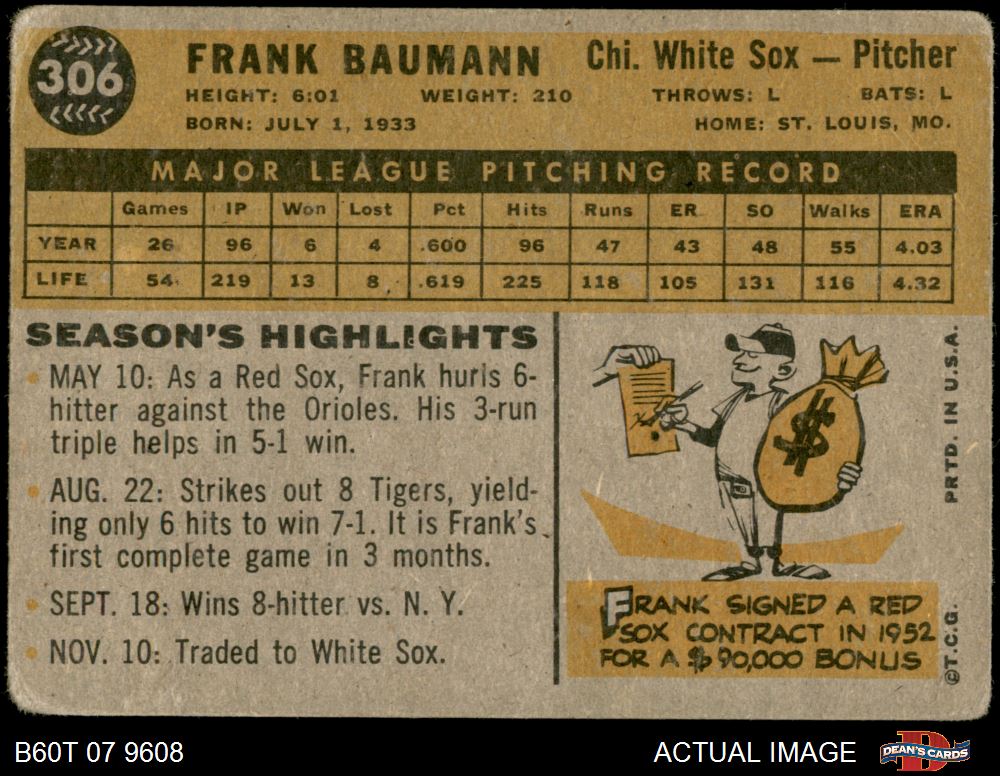 306
FRANK BAUMANN Chi. White Sox — Pitcher
HEIGHT: 6:01 WEIGHT: 210 THROWS: L BATS: L
BORN: JULY 1, 1933 HOME: ST. LOUIS, MO.
MAJOR LEAGUE PITCHING RECORD
Games IP Won Lost Pct Hits Runs ER SO Walks ERA
YEAR 26 96 6 4 .600 96 47 43 48 55 4.03
LIFE 54 219 13 8 .619 225 118 105 131 116 4.32
SEASON'S HIGHLIGHTS
• MAY 10: As a Red Sox, Frank hurls 6-
hitter against the Orioles. His 3-run
triple helps in 5-1 win.
• AUG. 22: Strikes out 8 Tigers, yield-
ing only 6 hits to win 7-1. It is Frank's
first complete game in 3 months.
• SEPT. 18: Wins 8-hitter vs. N. Y.
• NOV. 10: Traded to White Sox.
$
FRANK SIGNED A RED
SOX CONTRACT IN 1952
FOR A $90,000 BONUS
©T.C.G. PRTD. IN U.S.A.
B60T 07 9608 ACTUAL IMAGE D DEAN'S CARDS